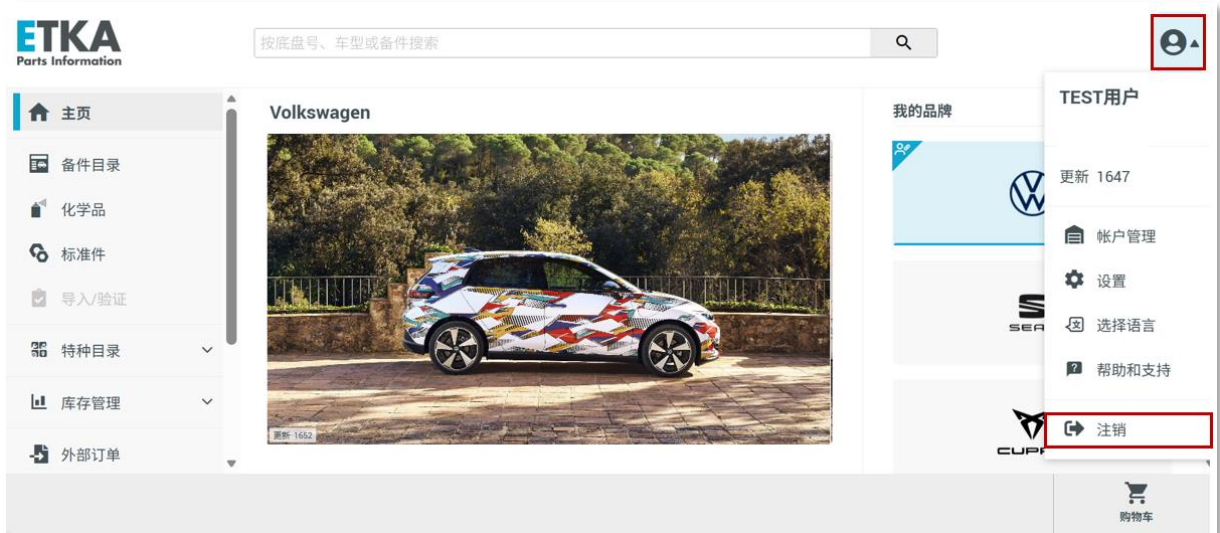 ETKA
Parts Information
按底盘号、车型或备件搜索
主页
备件目录
化学品
标准件
导入/验证
特种目录
库存管理
外部订单
Volkswagen
更新 1652
我的品牌
SEA
CUPR
TEST用户
更新 1647
帐户管理
设置
选择语言
帮助和支持
注销
购物车